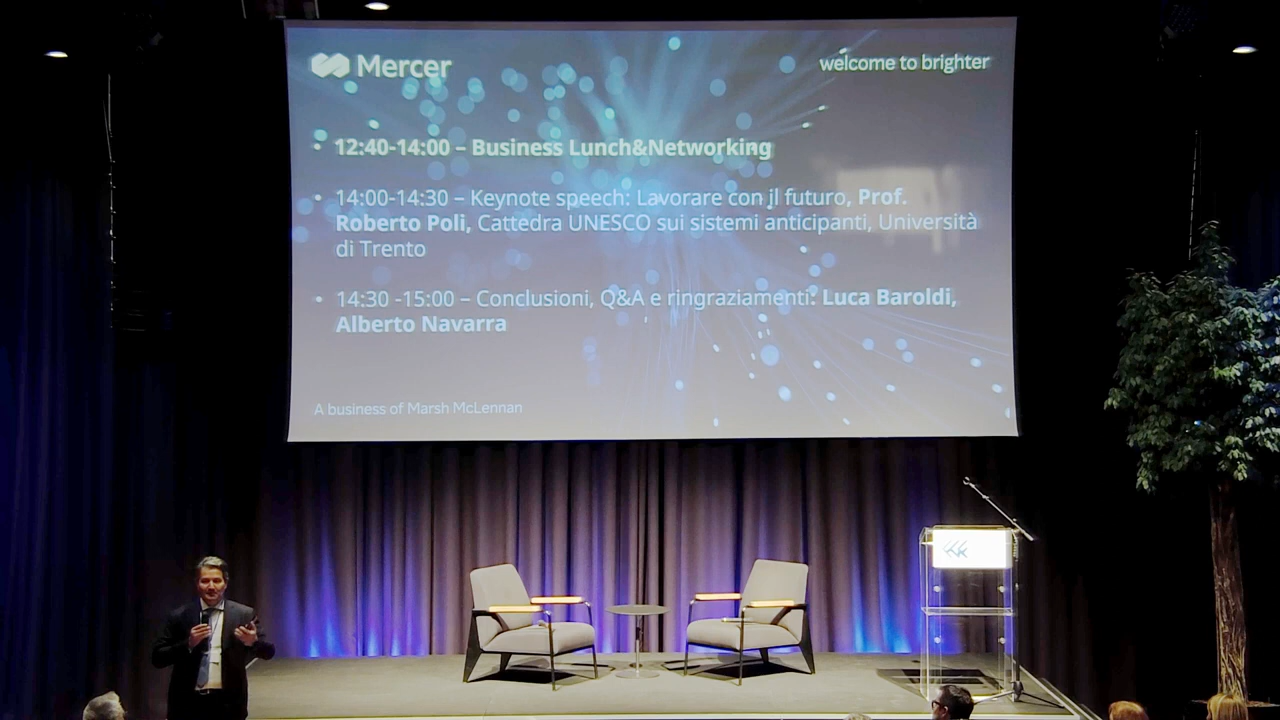 Mercer
welcome to brighter
• 12:40-14:00 – Business Lunch&Networking
• 14:00-14:30 – Keynote speech: Lavorare con il futuro, Prof.
Roberto Poli, Cattedra UNESCO sui sistemi anticipanti, Università
di Trento
• 14:30 -15:00 – Conclusioni, Q&A e ringraziamenti: Luca Baroldi,
Alberto Navarra
A business of Marsh McLennan